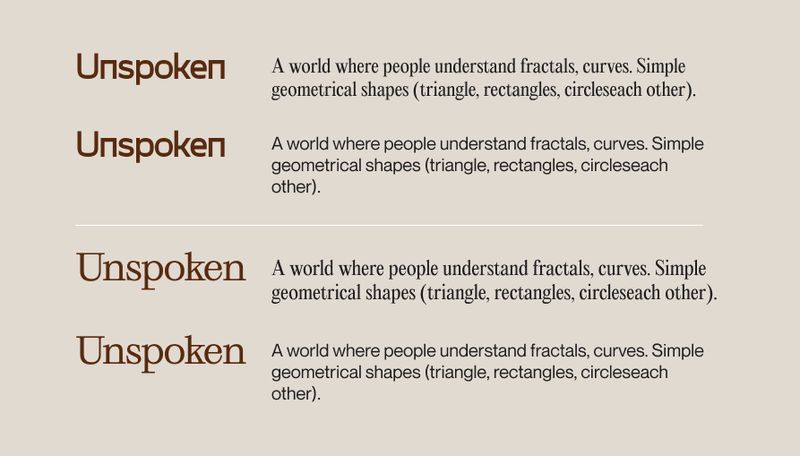 Unspoken
A world where people understand fractals, curves. Simple
geometrical shapes (triangle, rectangles, circleseach other).
Unspoken
A world where people understand fractals, curves. Simple
geometrical shapes (triangle, rectangles, circleseach
other).
Unspoken
A world where people understand fractals, curves. Simple
geometrical shapes (triangle, rectangles, circleseach other).
Unspoken
A world where people understand fractals, curves. Simple
geometrical shapes (triangle, rectangles, circleseach
other).